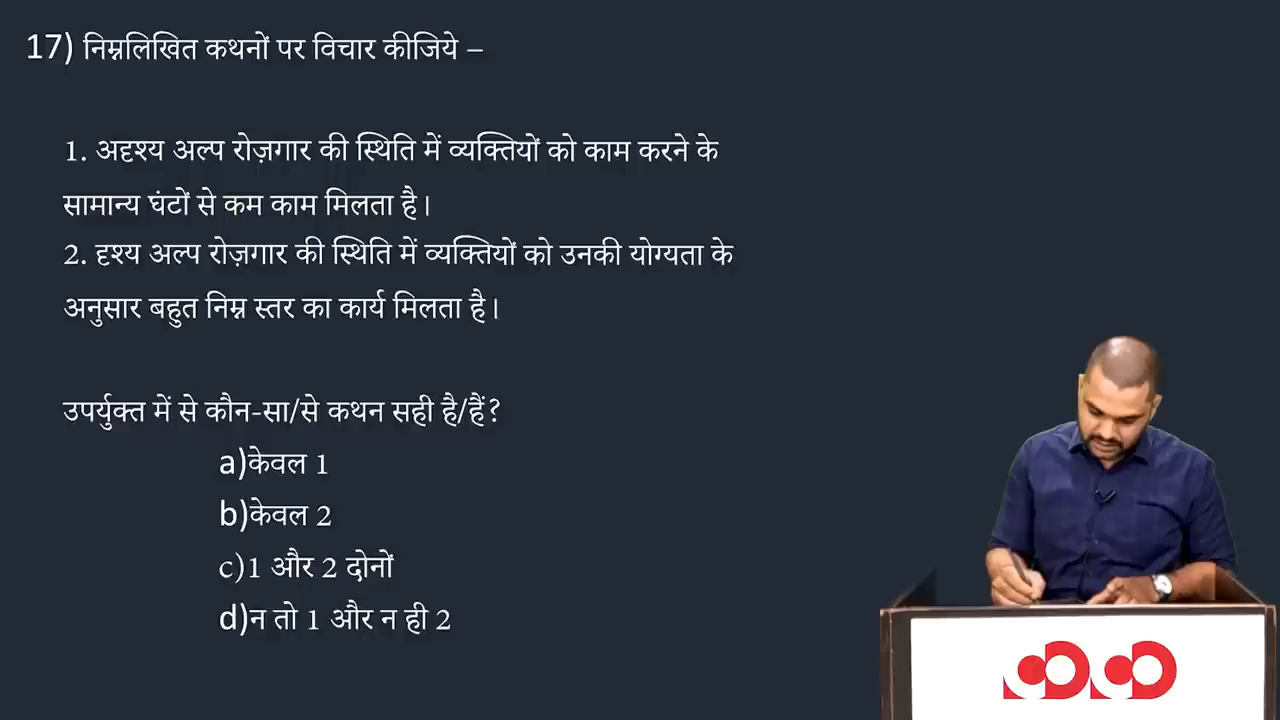 17) निम्नलिखित कथनों पर विचार कीजिये –
1. अदृश्य अल्प रोज़गार की स्थिति में व्यक्तियों को काम करने के
सामान्य घंटों से कम काम मिलता है।
2. दृश्य अल्प रोज़गार की स्थिति में व्यक्तियों को उनकी योग्यता के
अनुसार बहुत निम्न स्तर का कार्य मिलता है।
उपर्युक्त में से कौन-सा/से कथन सही है/हैं?
a)केवल 1
b)केवल 2
c)1 और 2 दोनों
d)न तो 1 और न ही 2